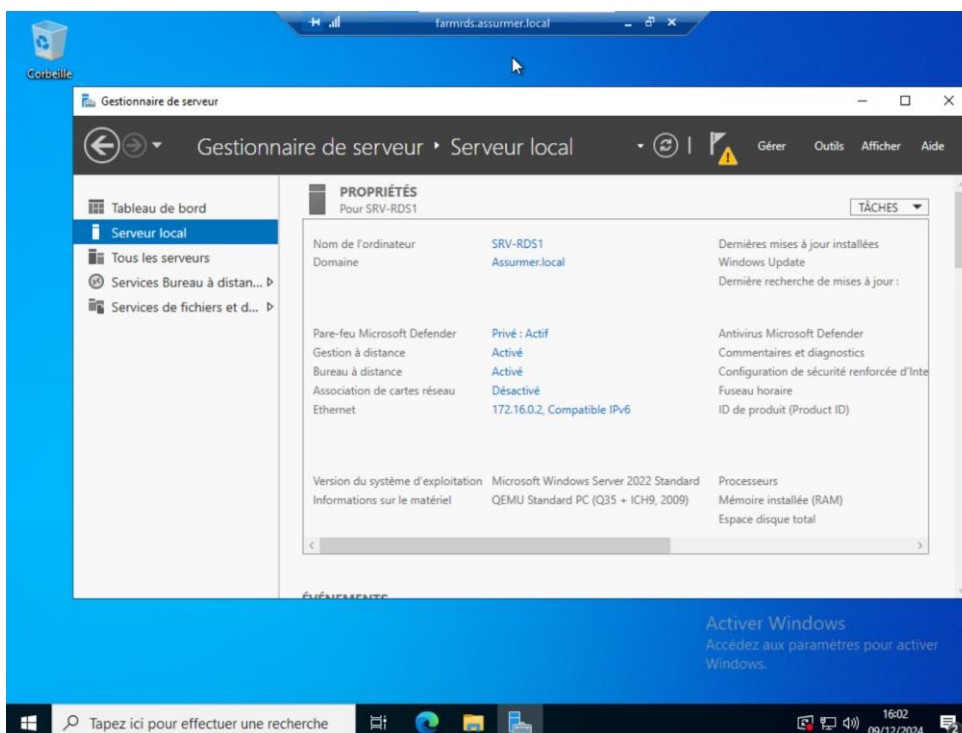 farmrds.assurmer.local
Corbeille
Gestionnaire de serveur
Gestionnaire de serveur • Serveur local
Gérer Outils Afficher Aide
Tableau de bord
Serveur local
Tous les serveurs
Services Bureau à distan...
Services de fichiers et d...
PROPRIÉTÉS
Pour SRV-RDS1
TÂCHES
Nom de l'ordinateur SRV-RDS1 Dernières mises à jour installées
Domaine Assurmer.local Windows Update
Dernière recherche de mises à jour :
Pare-feu Microsoft Defender Privé : Actif Antivirus Microsoft Defender
Gestion à distance Activé Commentaires et diagnostics
Bureau à distance Activé Configuration de sécurité renforcée d'Inte
Association de cartes réseau Désactivé Fuseau horaire
Ethernet 172.16.0.2, Compatible IPv6 ID de produit (Product ID)
Version du système d'exploitation Microsoft Windows Server 2022 Standard Processeurs
Informations sur le matériel QEMU Standard PC (Q35 + ICH9, 2009) Mémoire installée (RAM)
Espace disque total
ÉVÉNEMENTS
Activer Windows
Accédez aux paramètres pour activer
Windows.
Tapez ici pour effectuer une recherche
16:02
09/12/2024
2